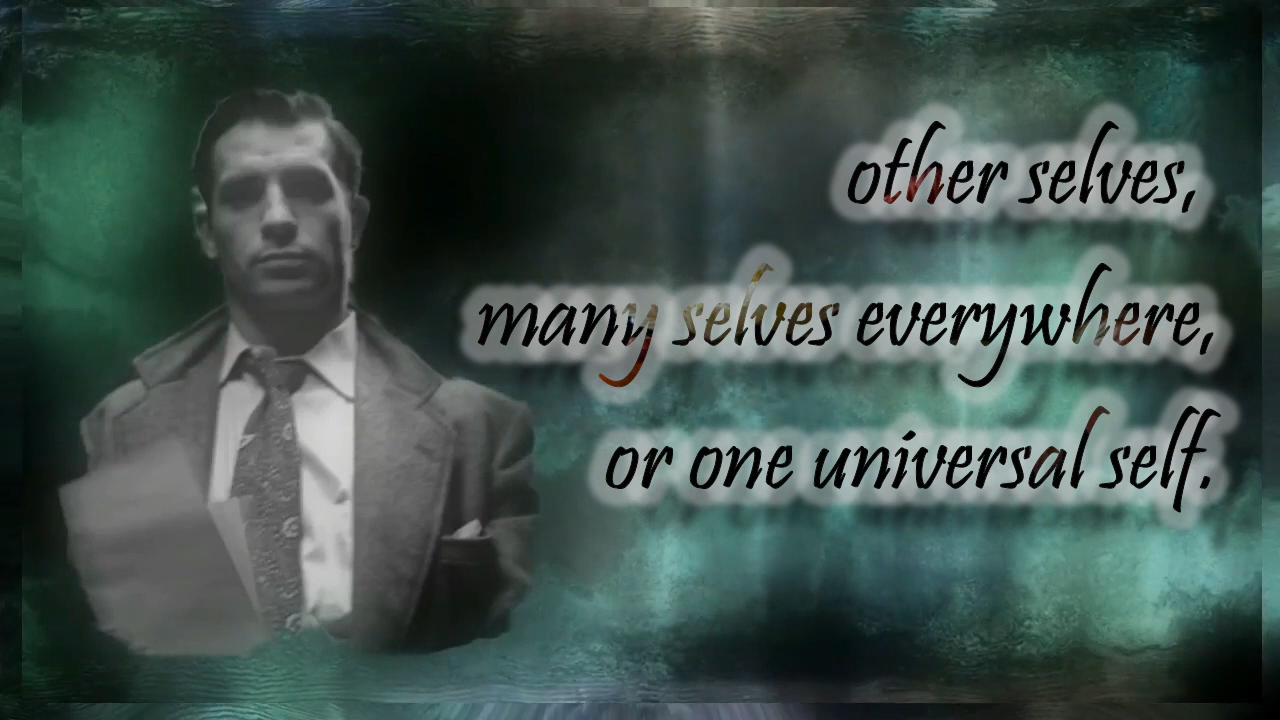 other selves,
many selves everywhere,
or one universal self.